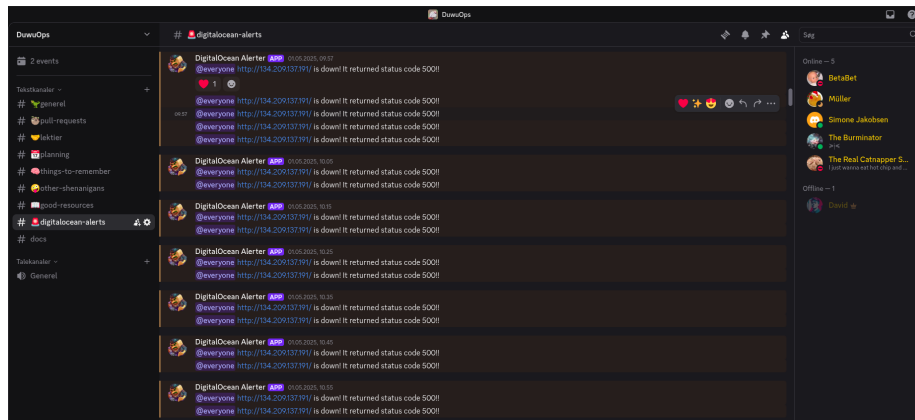 DuwuOps
DuwuOps
2 events
Tekstkanaler
# generel
# pull-requests
# lektier
# planning
# things-to-remember
# other-shenanigans
# good-resources
# digitalocean-alerts
# docs
Talekanaler
Generel
# digitalocean-alerts
Søg
DigitalOcean Alerter APP 01.05.2025, 09.57
@everyone http://134.209.137.191/ is down! It returned status code 500!!
1
@everyone http://134.209.137.191/ is down! It returned status code 500!!
09.57 @everyone http://134.209.137.191/ is down! It returned status code 500!!
@everyone http://134.209.137.191/ is down! It returned status code 500!!
@everyone http://134.209.137.191/ is down! It returned status code 500!!
DigitalOcean Alerter APP 01.05.2025, 10.05
@everyone http://134.209.137.191/ is down! It returned status code 500!!
@everyone http://134.209.137.191/ is down! It returned status code 500!!
DigitalOcean Alerter APP 01.05.2025, 10.15
@everyone http://134.209.137.191/ is down! It returned status code 500!!
@everyone http://134.209.137.191/ is down! It returned status code 500!!
DigitalOcean Alerter APP 01.05.2025, 10.25
@everyone http://134.209.137.191/ is down! It returned status code 500!!
@everyone http://134.209.137.191/ is down! It returned status code 500!!
DigitalOcean Alerter APP 01.05.2025, 10.35
@everyone http://134.209.137.191/ is down! It returned status code 500!!
@everyone http://134.209.137.191/ is down! It returned status code 500!!
DigitalOcean Alerter APP 01.05.2025, 10.45
@everyone http://134.209.137.191/ is down! It returned status code 500!!
@everyone http://134.209.137.191/ is down! It returned status code 500!!
DigitalOcean Alerter APP 01.05.2025, 10.55
@everyone http://134.209.137.191/ is down! It returned status code 500!!
@everyone http://134.209.137.191/ is down! It returned status code 500!!
Online — 5
BetaBet
Müller
Simone Jakobsen
The Burminator
The Real Catnapper S...
I just wanna eat hot chip and ...
Offline — 1
David